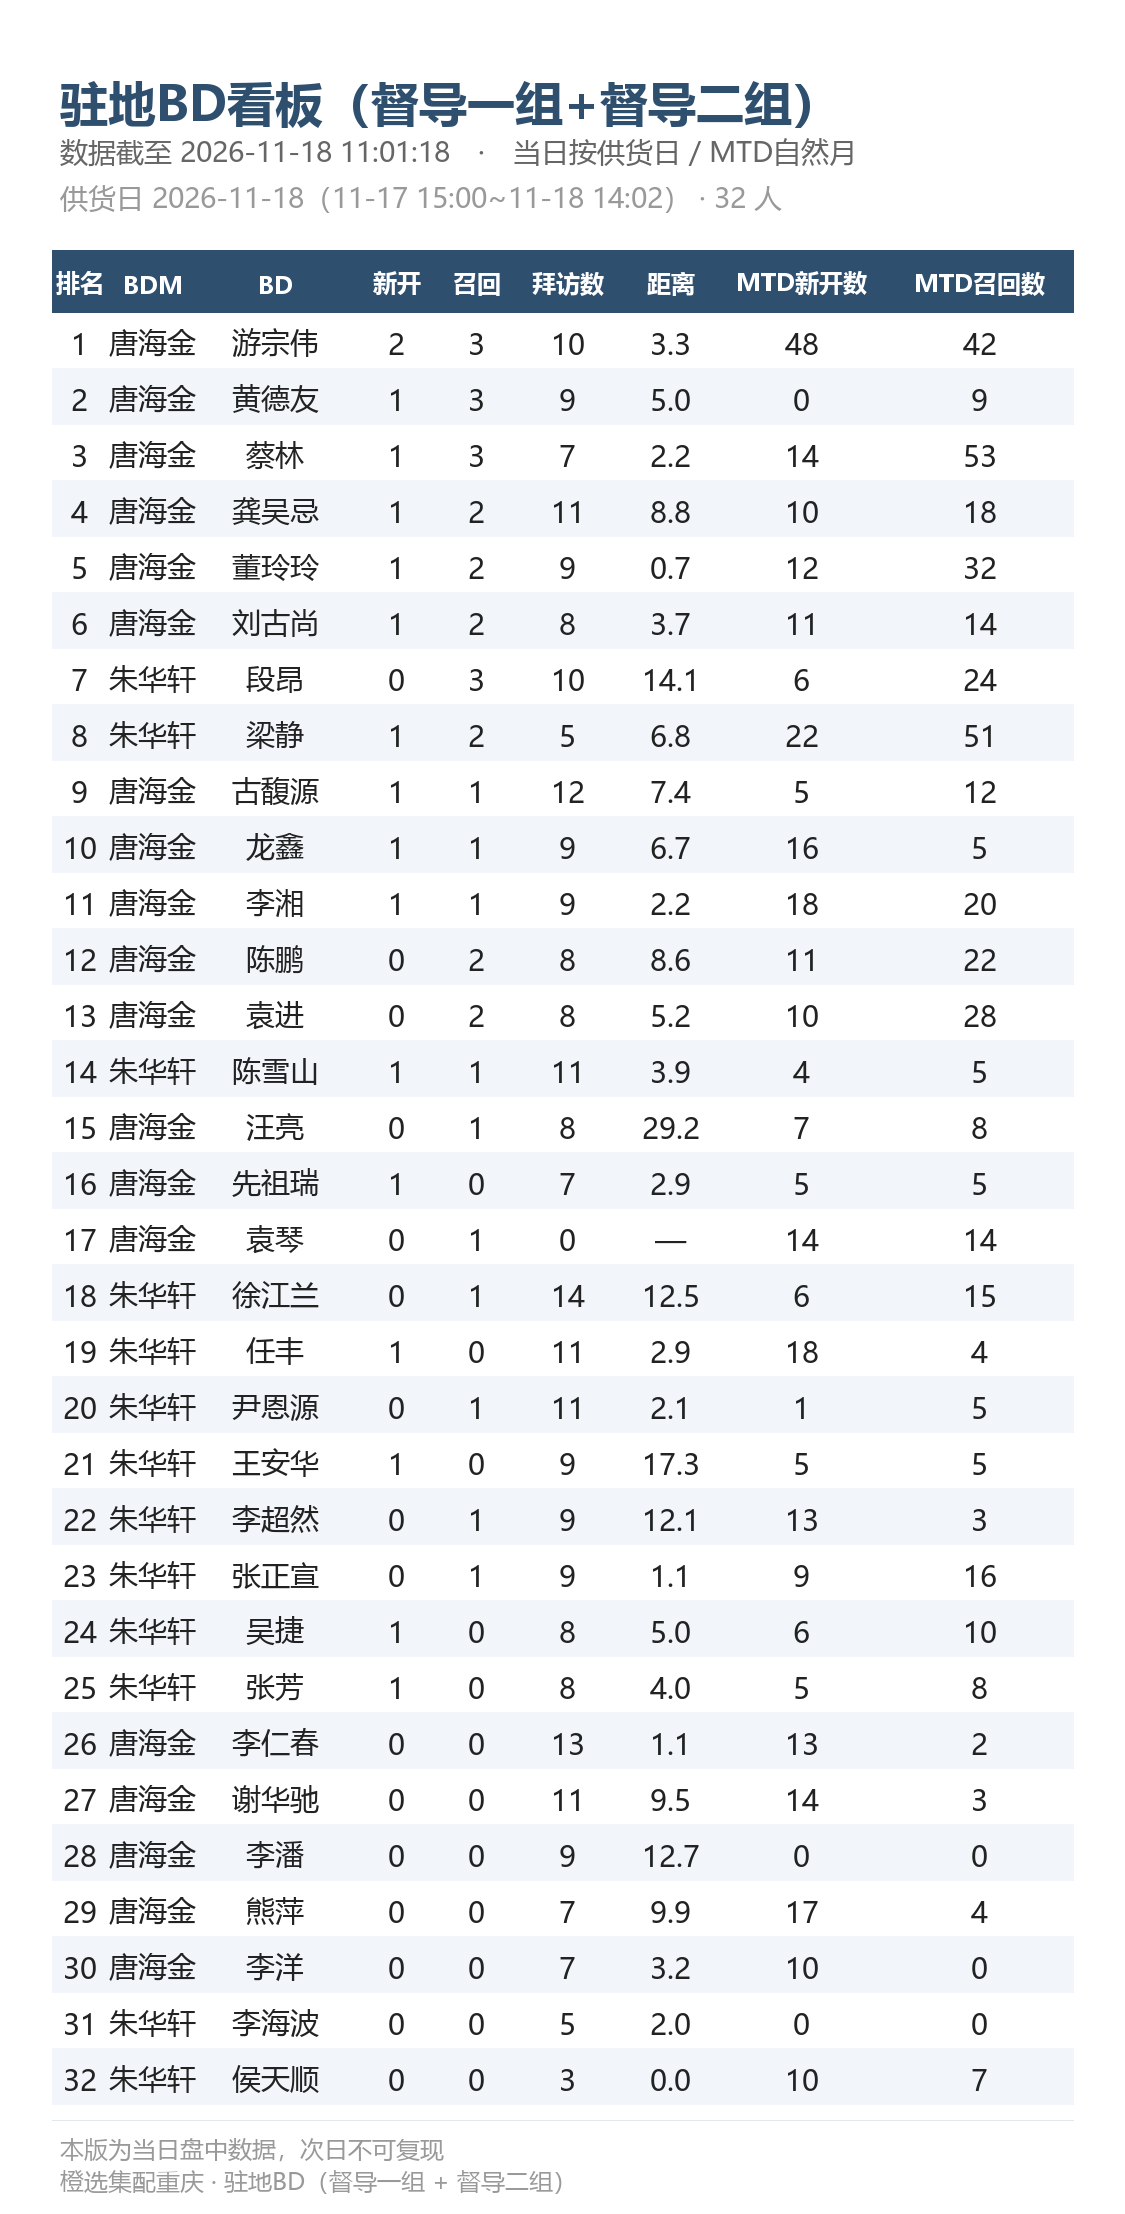 驻地BD看板（督导一组+督导二组）
数据截至 2026-11-18 11:01:18 · 当日按供货日 / MTD自然月
供货日 2026-11-18（11-17 15:00~11-18 14:02） · 32 人
排名 BDM BD 新开 召回 拜访数 距离 MTD新开数 MTD召回数
1 唐海金 游宗伟 2 3 10 3.3 48 42
2 唐海金 黄德友 1 3 9 5.0 0 9
3 唐海金 蔡林 1 3 7 2.2 14 53
4 唐海金 龚吴忌 1 2 11 8.8 10 18
5 唐海金 董玲玲 1 2 9 0.7 12 32
6 唐海金 刘古尚 1 2 8 3.7 11 14
7 朱华轩 段昂 0 3 10 14.1 6 24
8 朱华轩 梁静 1 2 5 6.8 22 51
9 唐海金 古馥源 1 1 12 7.4 5 12
10 唐海金 龙鑫 1 1 9 6.7 16 5
11 唐海金 李湘 1 1 9 2.2 18 20
12 唐海金 陈鹏 0 2 8 8.6 11 22
13 唐海金 袁进 0 2 8 5.2 10 28
14 朱华轩 陈雪山 1 1 11 3.9 4 5
15 唐海金 汪亮 0 1 8 29.2 7 8
16 唐海金 先祖瑞 1 0 7 2.9 5 5
17 唐海金 袁琴 0 1 0 — 14 14
18 朱华轩 徐江兰 0 1 14 12.5 6 15
19 朱华轩 任丰 1 0 11 2.9 18 4
20 朱华轩 尹恩源 0 1 11 2.1 1 5
21 朱华轩 王安华 1 0 9 17.3 5 5
22 朱华轩 李超然 0 1 9 12.1 13 3
23 朱华轩 张正宣 0 1 9 1.1 9 16
24 朱华轩 吴捷 1 0 8 5.0 6 10
25 朱华轩 张芳 1 0 8 4.0 5 8
26 唐海金 李仁春 0 0 13 1.1 13 2
27 唐海金 谢华驰 0 0 11 9.5 14 3
28 唐海金 李潘 0 0 9 12.7 0 0
29 唐海金 熊萍 0 0 7 9.9 17 4
30 唐海金 李洋 0 0 7 3.2 10 0
31 朱华轩 李海波 0 0 5 2.0 0 0
32 朱华轩 侯天顺 0 0 3 0.0 10 7
本版为当日盘中数据，次日不可复现
橙选集配重庆 · 驻地BD（督导一组 + 督导二组）